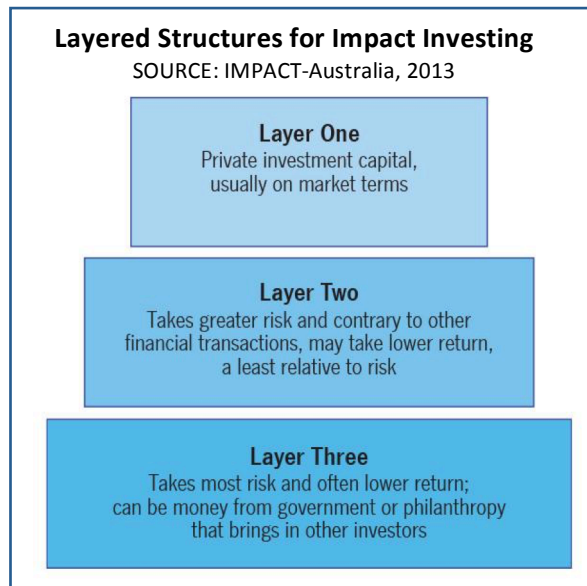 Layered Structures for Impact Investing
SOURCE: IMPACT-Australia, 2013
Layer One
Private investment capital,
usually on market terms
Layer Two
Takes greater risk and contrary to other
financial transactions, may take lower return,
a least relative to risk
Layer Three
Takes most risk and often lower return;
can be money from government or philanthropy
that brings in other investors